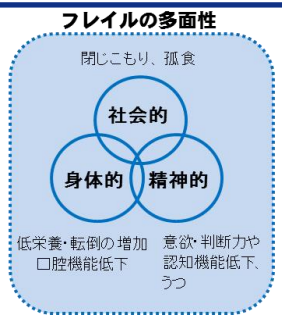 フレイルの多面性
閉じこもり、孤食
社会的
身体的
精神的
低栄養・転倒の増加
口腔機能低下
意欲・判断力や
認知機能低下、
うつ